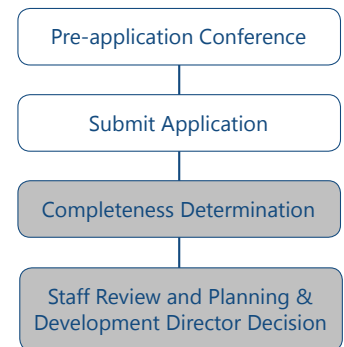 Pre-application Conference
Submit Application
Completeness Determination
Staff Review and Planning &
Development Director Decision